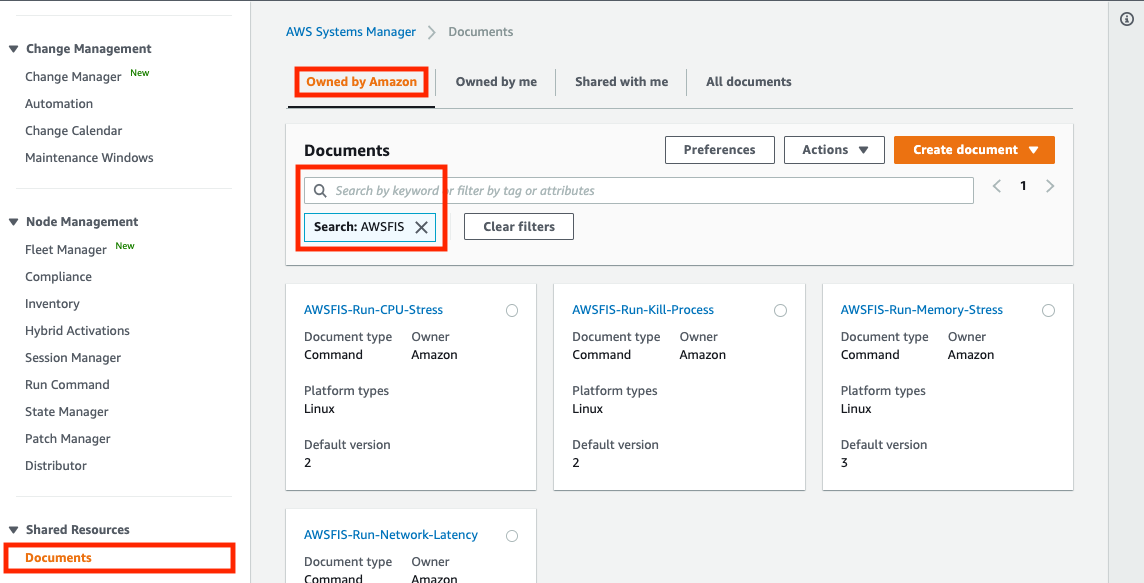 Change Management
Change Manager New
Automation
Change Calendar
Maintenance Windows
Node Management
Fleet Manager New
Compliance
Inventory
Hybrid Activations
Session Manager
Run Command
State Manager
Patch Manager
Distributor
Shared Resources
Documents
AWS Systems Manager Documents
Owned by Amazon Owned by me Shared with me All documents
Documents Preferences Actions Create document
Search by keyword or filter by tag or attributes 1
Search: AWSFIS Clear filters
AWSFIS-Run-CPU-Stress
Document type Owner
Command Amazon
Platform types
Linux
Default version
2
AWSFIS-Run-Kill-Process
Document type Owner
Command Amazon
Platform types
Linux
Default version
2
AWSFIS-Run-Memory-Stress
Document type Owner
Command Amazon
Platform types
Linux
Default version
3
AWSFIS-Run-Network-Latency
Document type Owner
Command Amazon